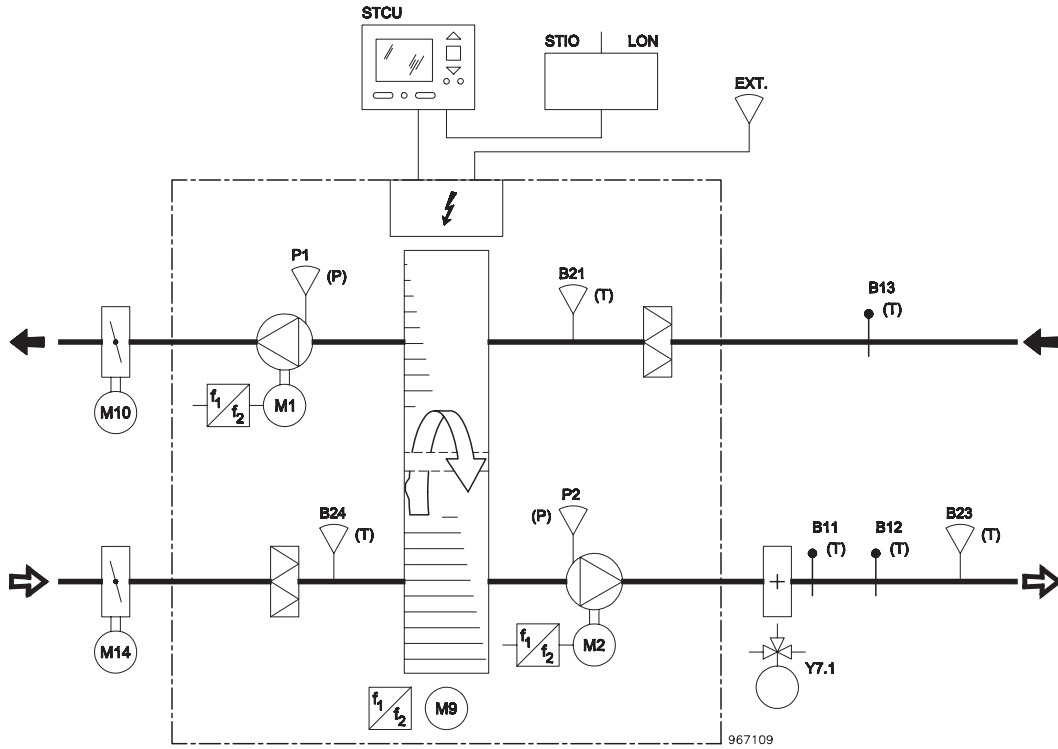 STCU
STIO LON
EXT.
P1
(P)
B21
(T)
B13
(T)
M10
f1
f2
M1
B24
(T)
P2
(P)
B11
(T)
B12
(T)
B23
(T)
M14
f1
f2
M2
Y7.1
f1
f2
M9
967109